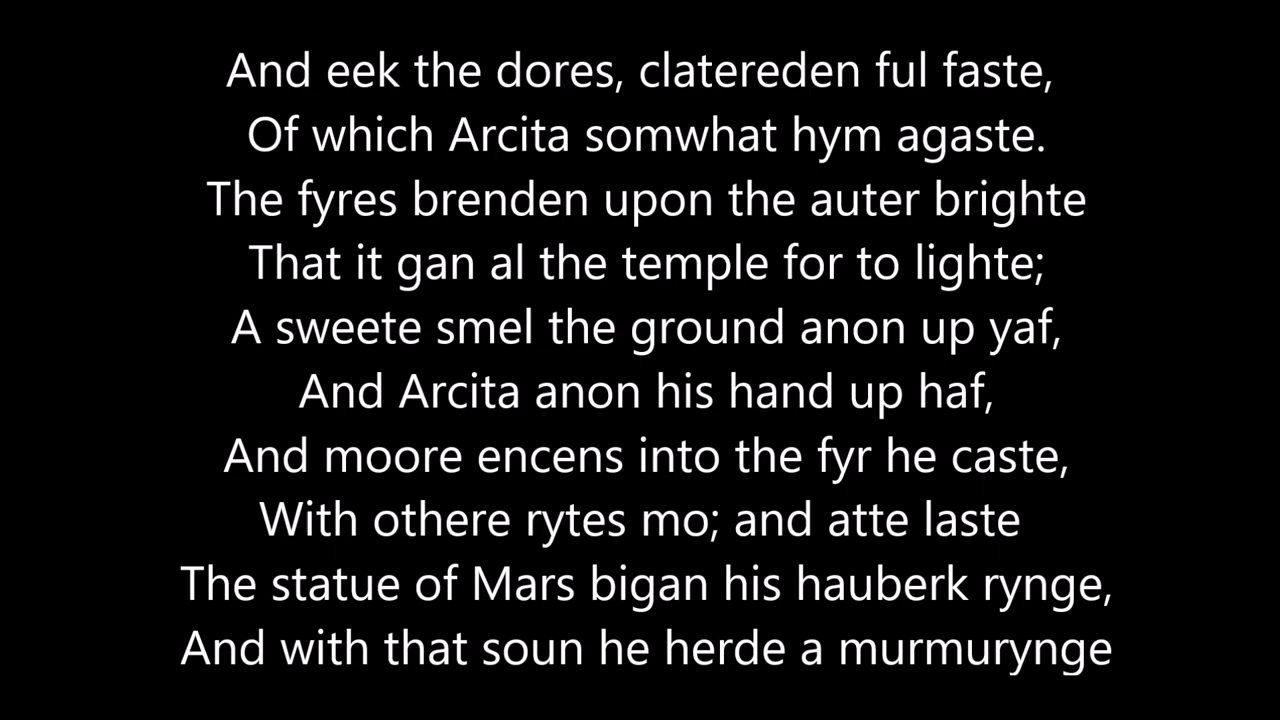 And eek the dores, clatereden ful faste,
Of which Arcita somwhat hym agaste.
The fyres brenden upon the auter brighte
That it gan al the temple for to lighte;
A sweete smel the ground anon up yaf,
And Arcita anon his hand up haf,
And moore encens into the fyr he caste,
With othere rytes mo; and atte laste
The statue of Mars bigan his hauberk rynge,
And with that soun he herde a murmurynge